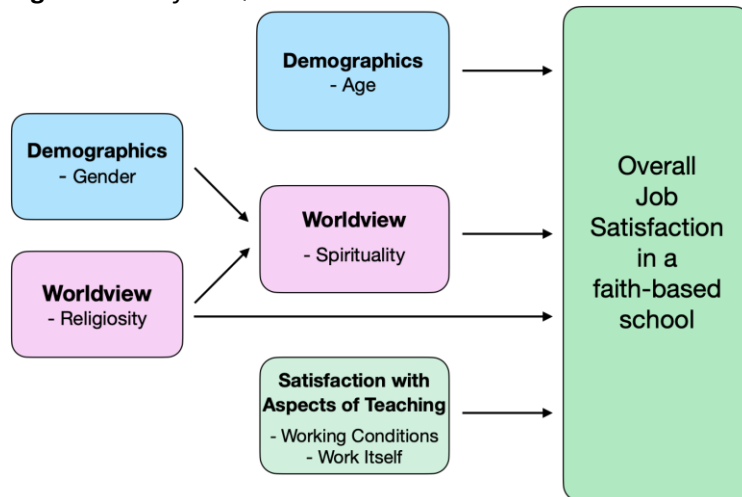 Demographics
- Age
Demographics
- Gender
Worldview
- Spirituality
Worldview
- Religiosity
Satisfaction with
Aspects of Teaching
- Working Conditions
- Work Itself
Overall
Job
Satisfaction
in a
faith-based
school